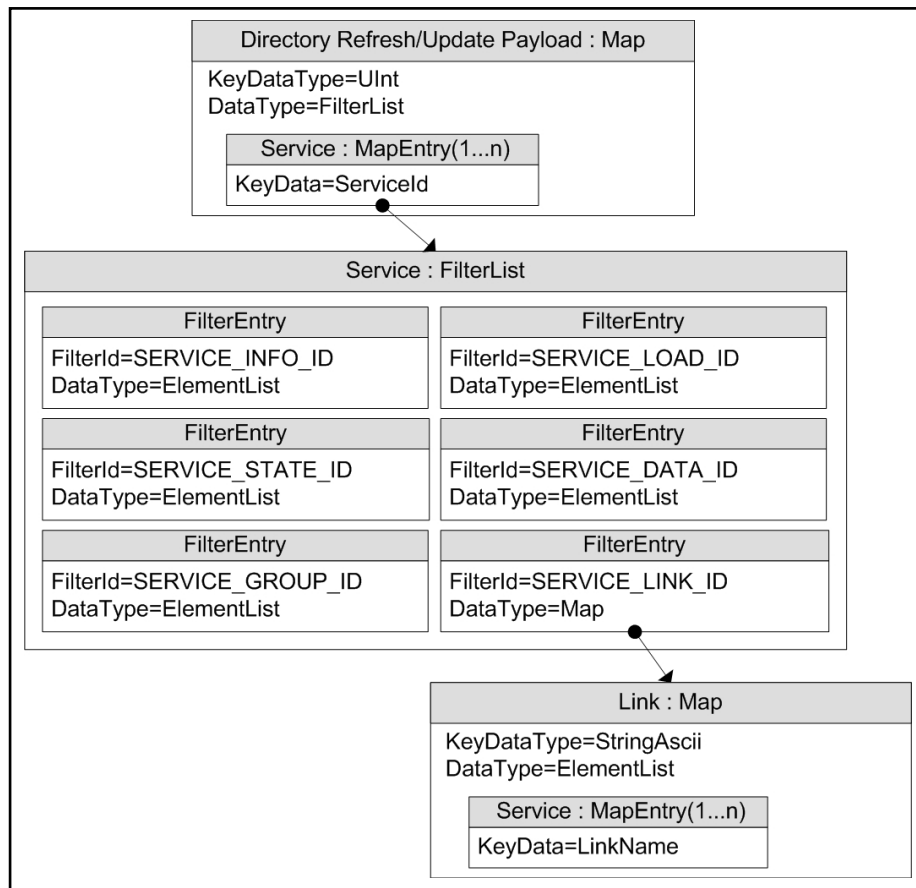 Directory Refresh/Update Payload : Map
KeyDataType=UInt
DataType=FilterList
Service : MapEntry(1...n)
KeyData=ServiceId
Service : FilterList
FilterEntry
FilterId=SERVICE_INFO_ID
DataType=ElementList
FilterEntry
FilterId=SERVICE_LOAD_ID
DataType=ElementList
FilterEntry
FilterId=SERVICE_STATE_ID
DataType=ElementList
FilterEntry
FilterId=SERVICE_DATA_ID
DataType=ElementList
FilterEntry
FilterId=SERVICE_GROUP_ID
DataType=ElementList
FilterEntry
FilterId=SERVICE_LINK_ID
DataType=Map
Link : Map
KeyDataType=StringAscii
DataType=ElementList
Service : MapEntry(1...n)
KeyData=LinkName